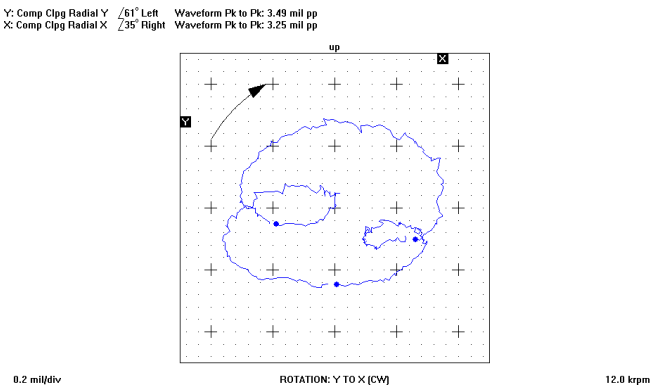 Y: Comp Clpg Radial Y ∠61° Left Waveform Pk to Pk: 3.49 mil pp
X: Comp Clpg Radial X ∠35° Right Waveform Pk to Pk: 3.25 mil pp
up
X
Y
0.2 mil/div ROTATION: Y TO X (CW) 12.0 krpm